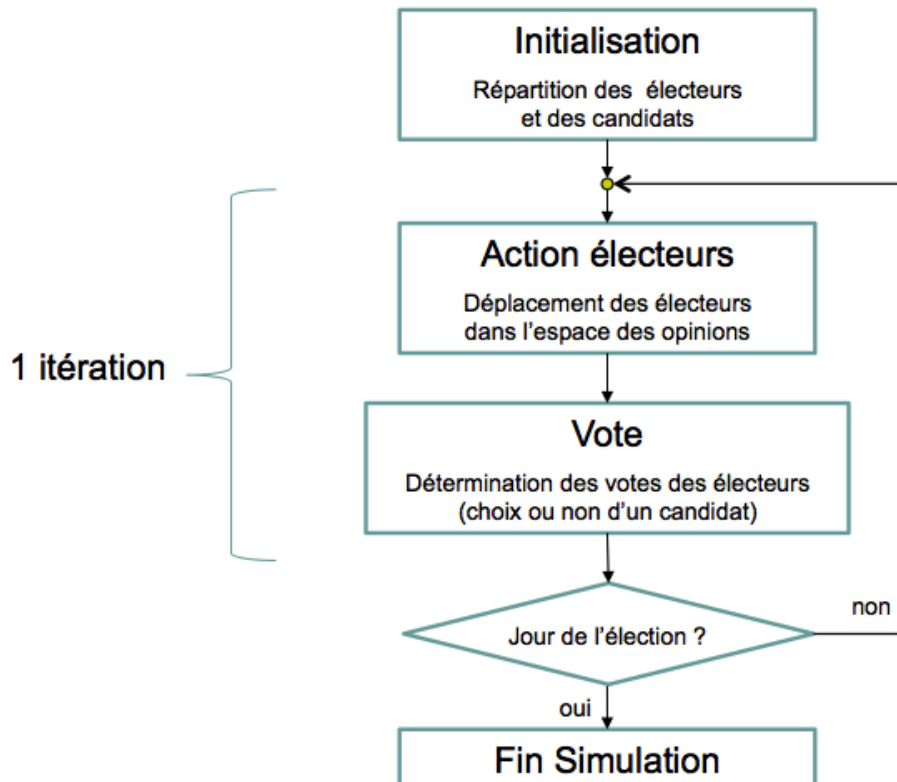 Initialisation
Répartition des électeurs
et des candidats
Action électeurs
Déplacement des électeurs
dans l'espace des opinions
1 itération
Vote
Détermination des votes des électeurs
(choix ou non d'un candidat)
non
Jour de l'élection ?
oui
Fin Simulation